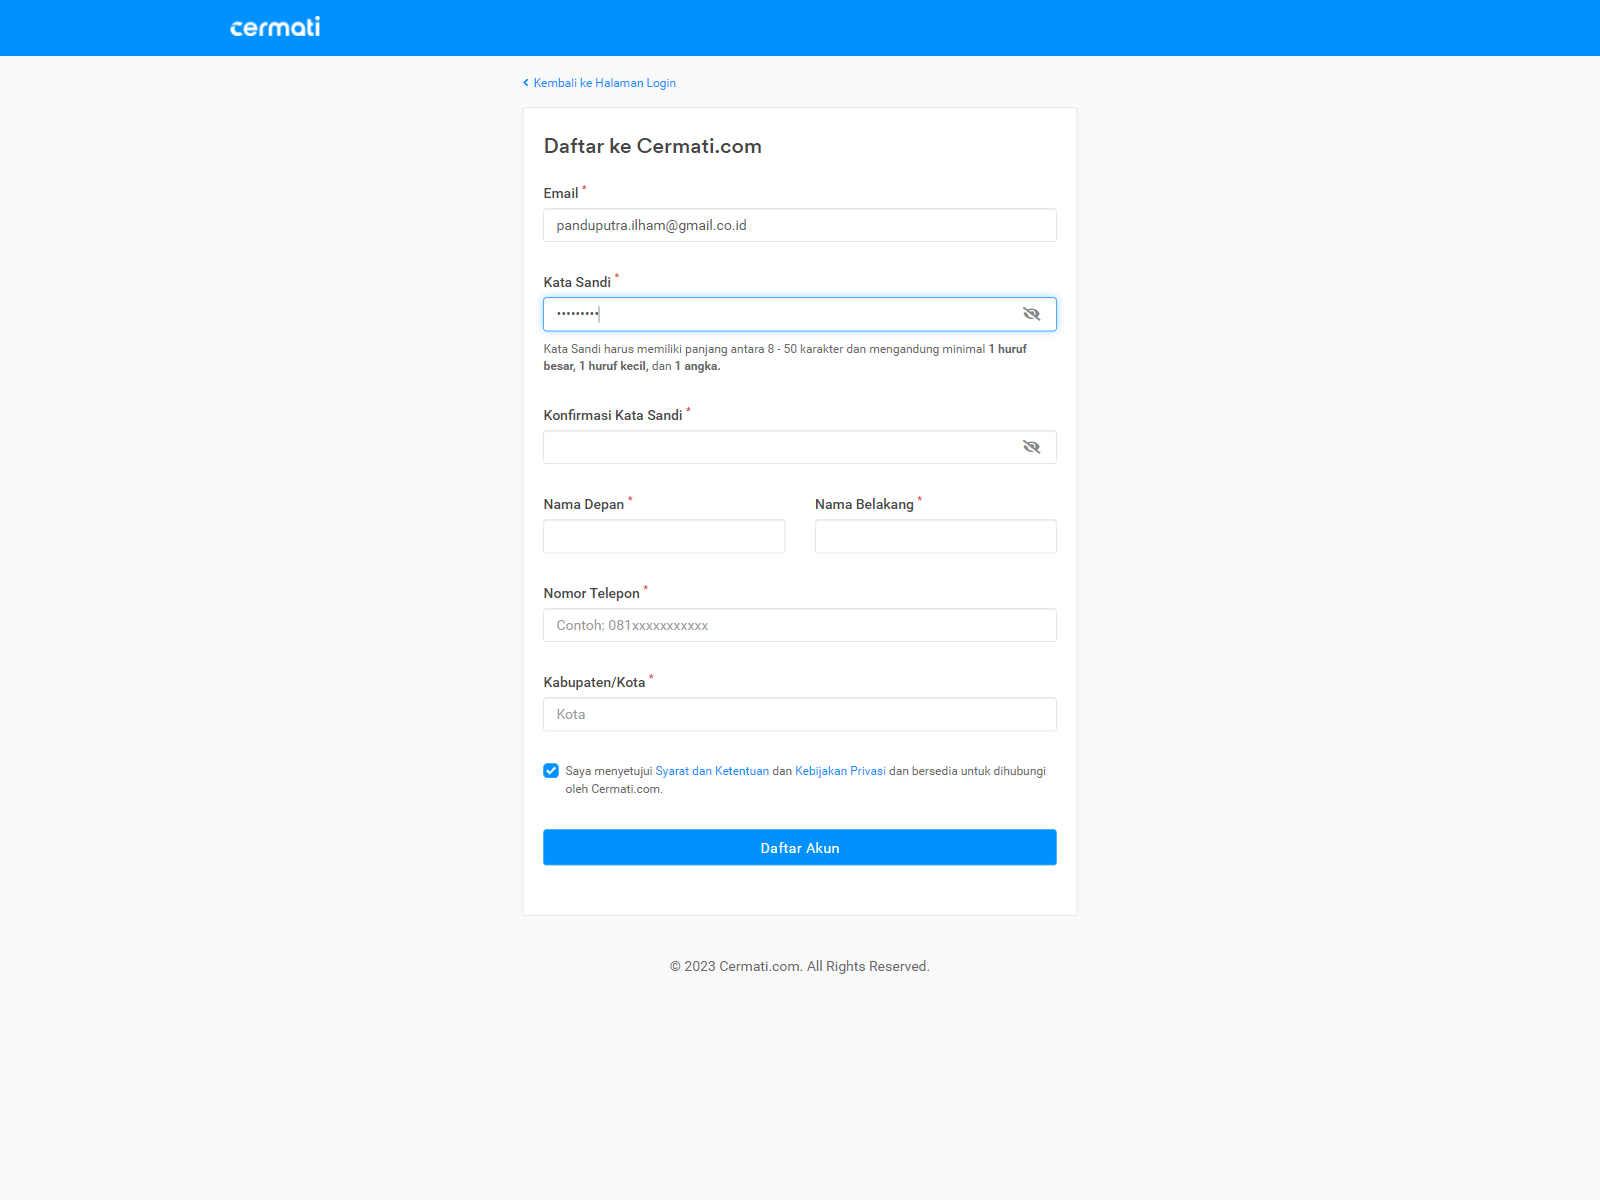 cermati
Kembali ke Halaman Login
Daftar ke Cermati.com
Email *
panduputra.ilham@gmail.co.id
Kata Sandi *
•••••••••
Kata Sandi harus memiliki panjang antara 8 - 50 karakter dan mengandung minimal 1 huruf
besar, 1 huruf kecil, dan 1 angka.
Konfirmasi Kata Sandi *
Nama Depan *
Nama Belakang *
Nomor Telepon *
Contoh: 081xxxxxxxxxxx
Kabupaten/Kota *
Kota
Saya menyetujui Syarat dan Ketentuan dan Kebijakan Privasi dan bersedia untuk dihubungi
oleh Cermati.com.
Daftar Akun
© 2023 Cermati.com. All Rights Reserved.